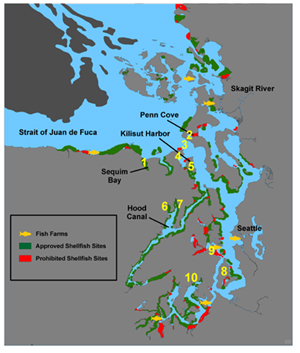 Skagit River
Penn Cove
Strait of Juan de Fuca
Kilisut Harbor
2
3
4
5
1
Sequim
Bay
Hood
Canal
6
7
Seattle
Fish Farms
Approved Shellfish Sites
Prohibited Shellfish Sites
9
8
10